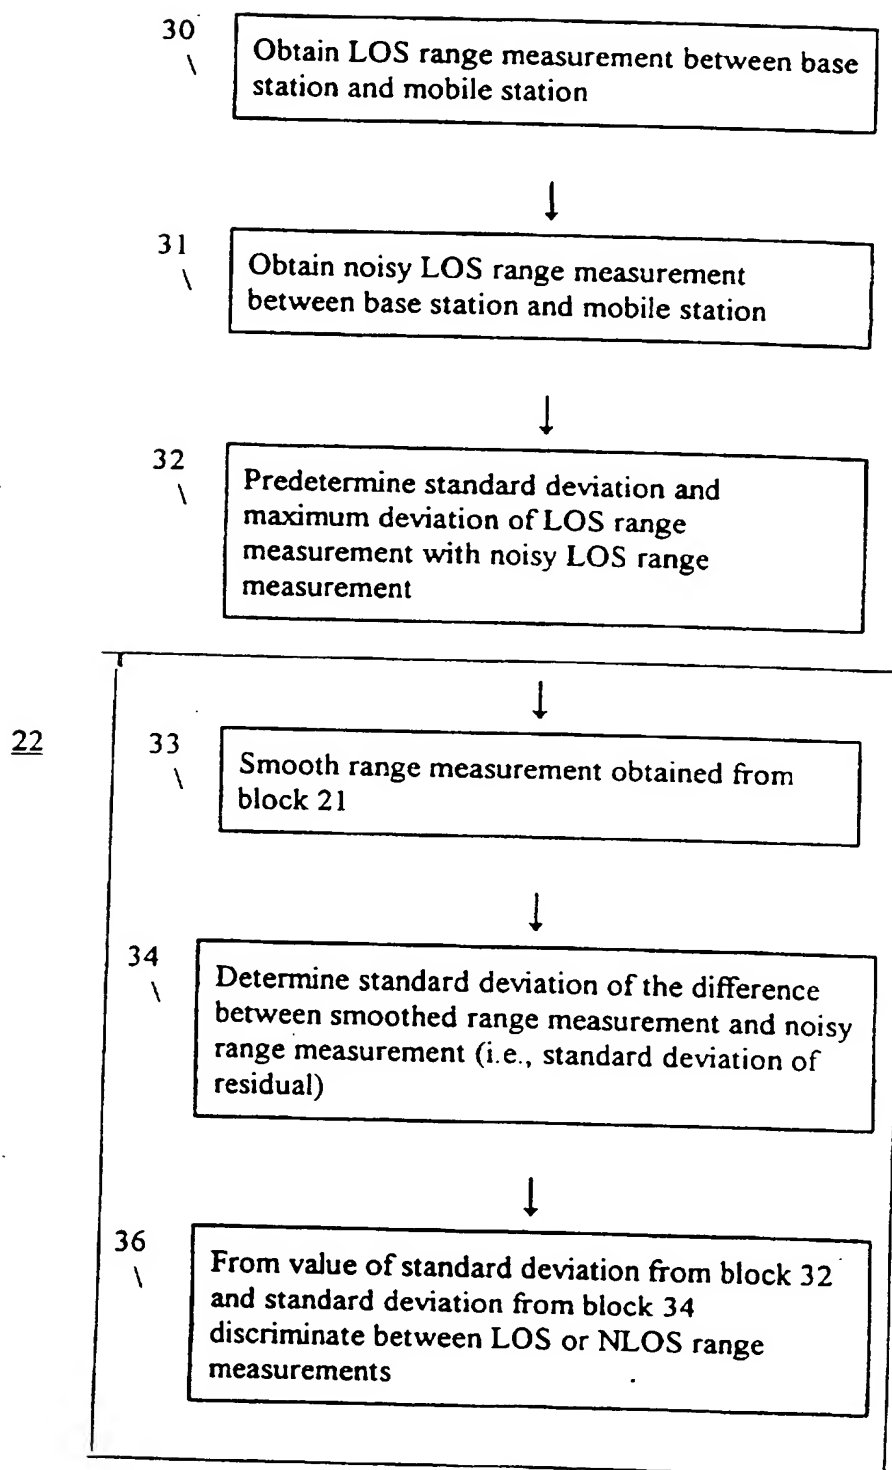 30
Obtain LOS range measurement between base
station and mobile station
31
Obtain noisy LOS range measurement
between base station and mobile station
32
Predetermine standard deviation and
maximum deviation of LOS range
measurement with noisy LOS range
measurement
22
33
Smooth range measurement obtained from
block 21
34
Determine standard deviation of the difference
between smoothed range measurement and noisy
range measurement (i.e., standard deviation of
residual)
36
From value of standard deviation from block 32
and standard deviation from block 34
discriminate between LOS or NLOS range
measurements